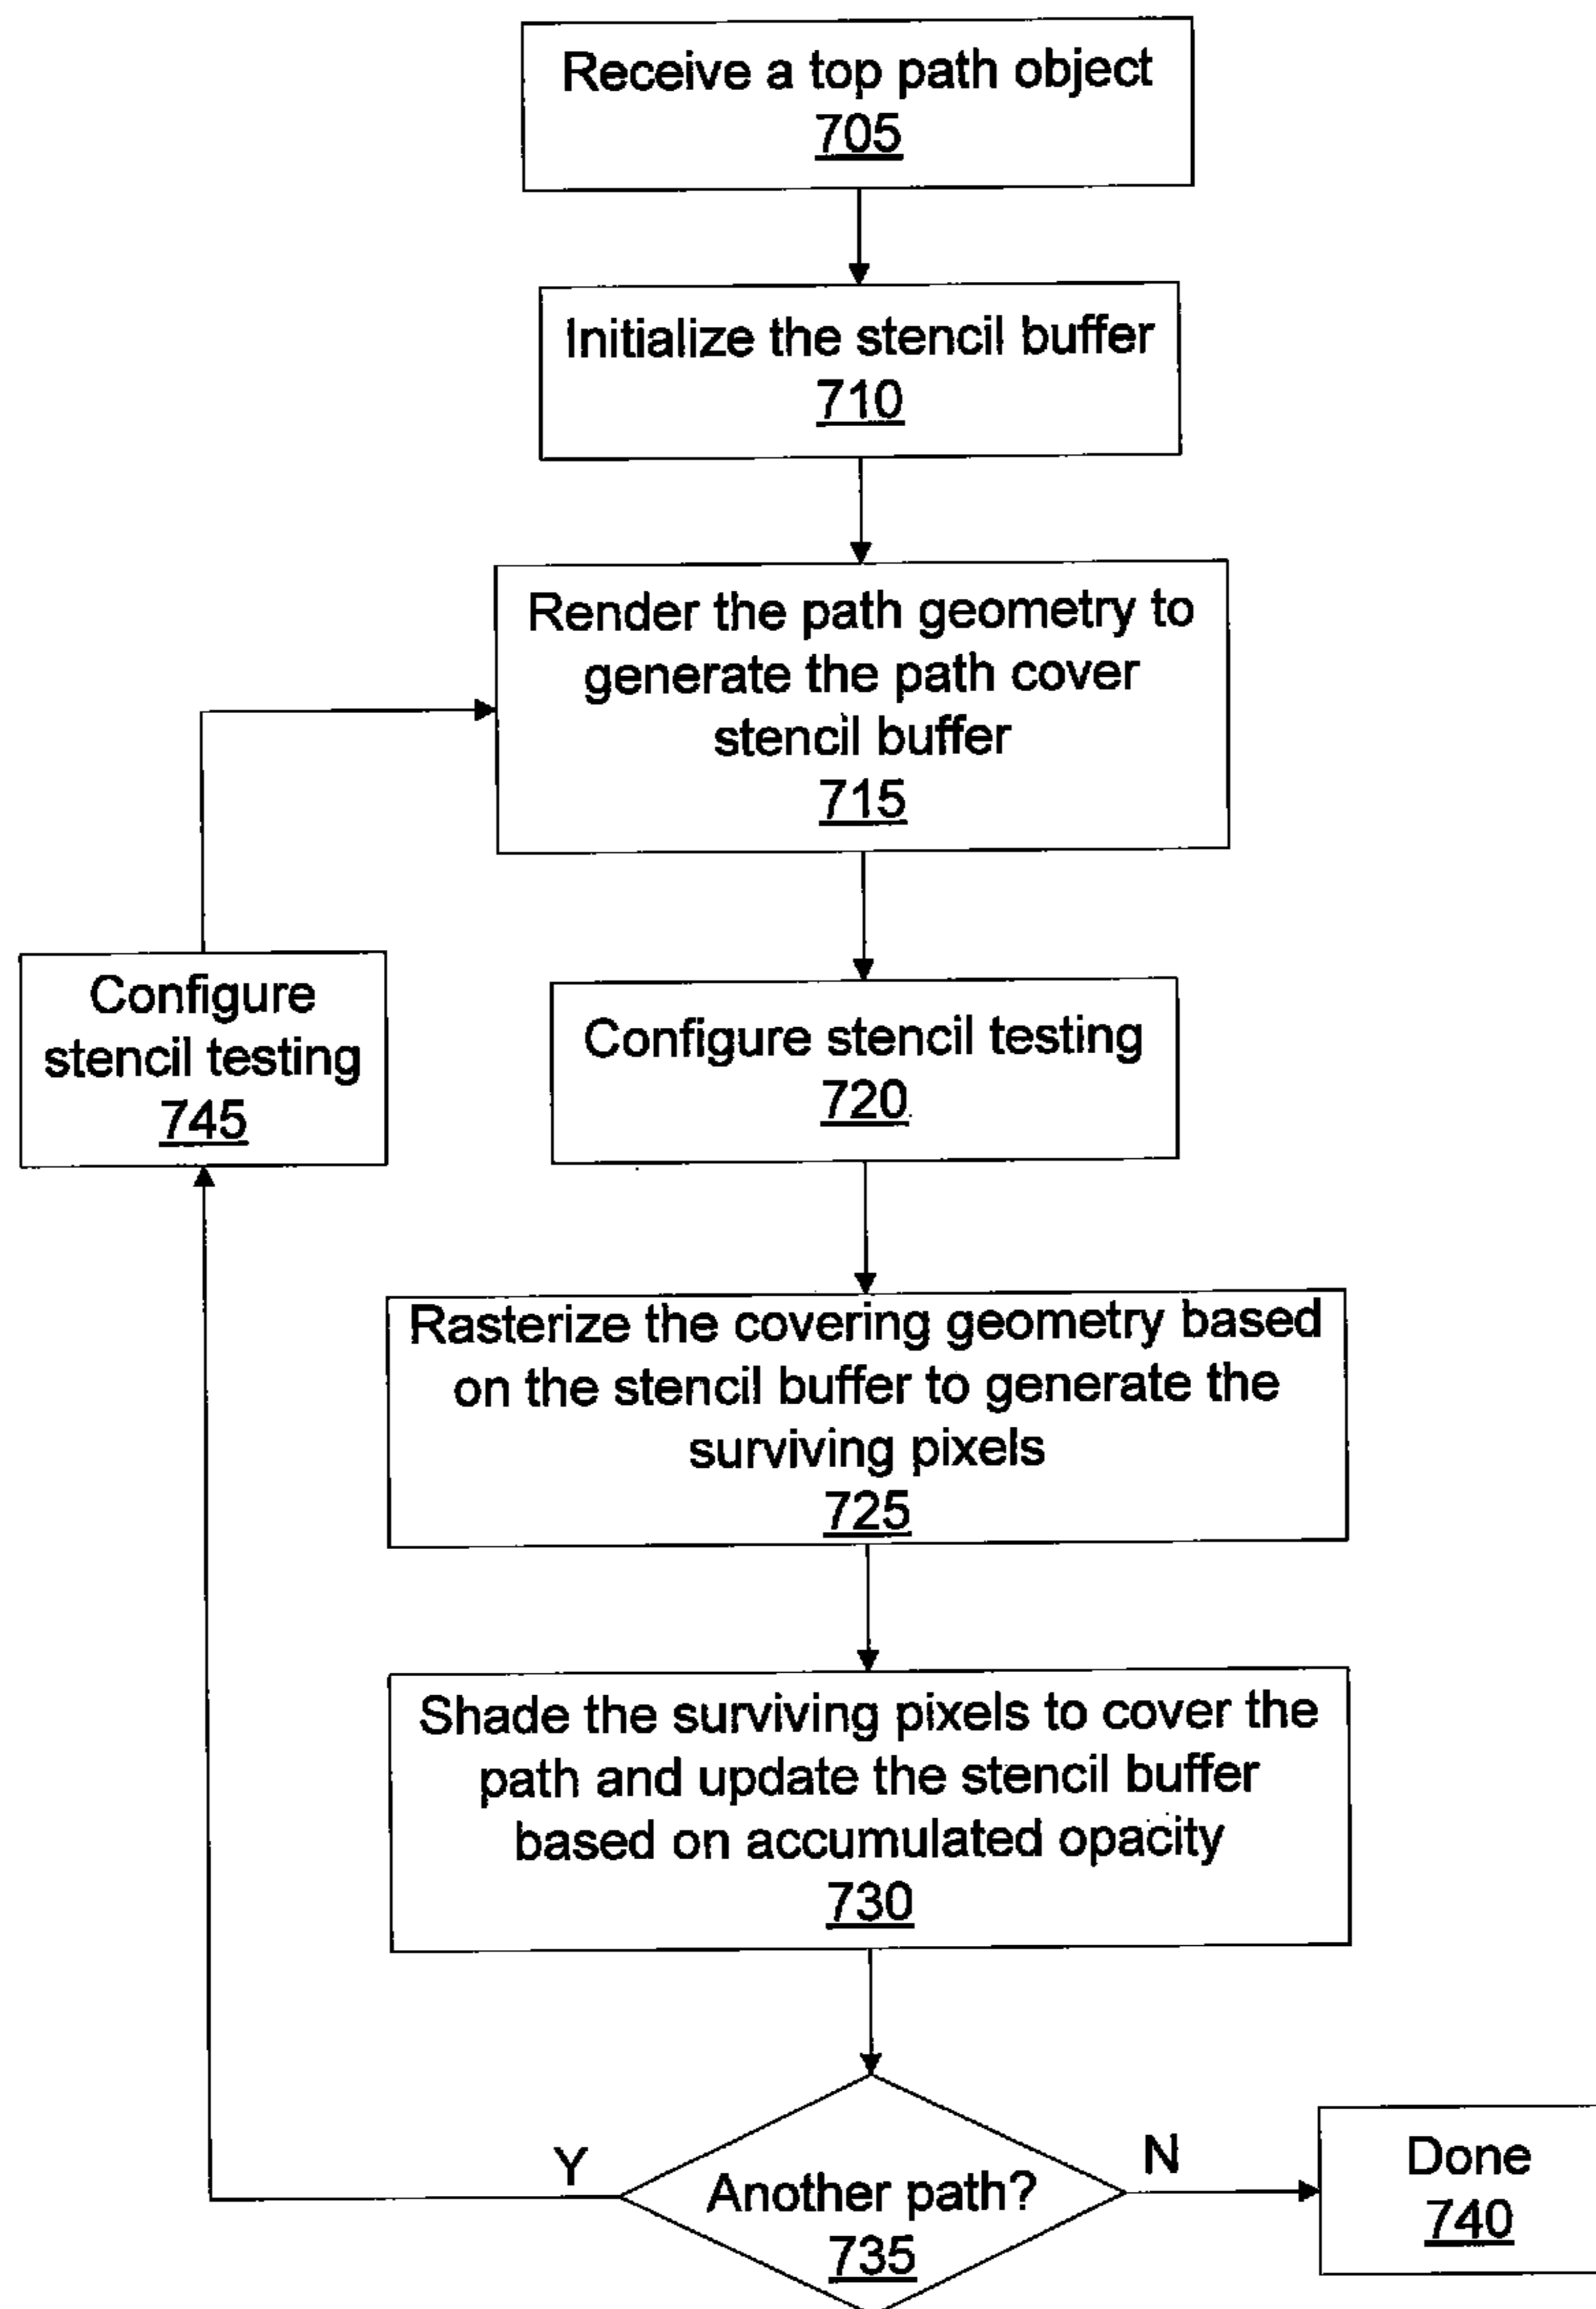 Receive a top path object
705
Initialize the stencil buffer
710
Render the path geometry to
generate the path cover
stencil buffer
715
Configure
stencil testing
745
Configure stencil testing
720
Rasterize the covering geometry based
on the stencil buffer to generate the
surviving pixels
725
Shade the surviving pixels to cover the
path and update the stencil buffer
based on accumulated opacity
730
Y
Another path?
735
N
Done
740